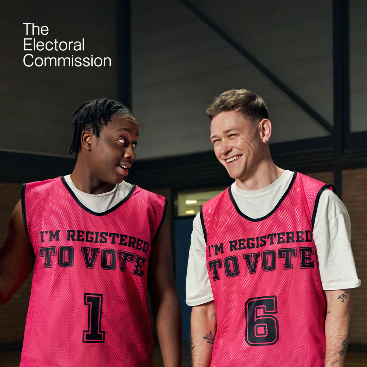 The
Electoral
Commission
I'M REGISTERED
TO VOTE
1
I'M REGISTERED
TO VOTE
6